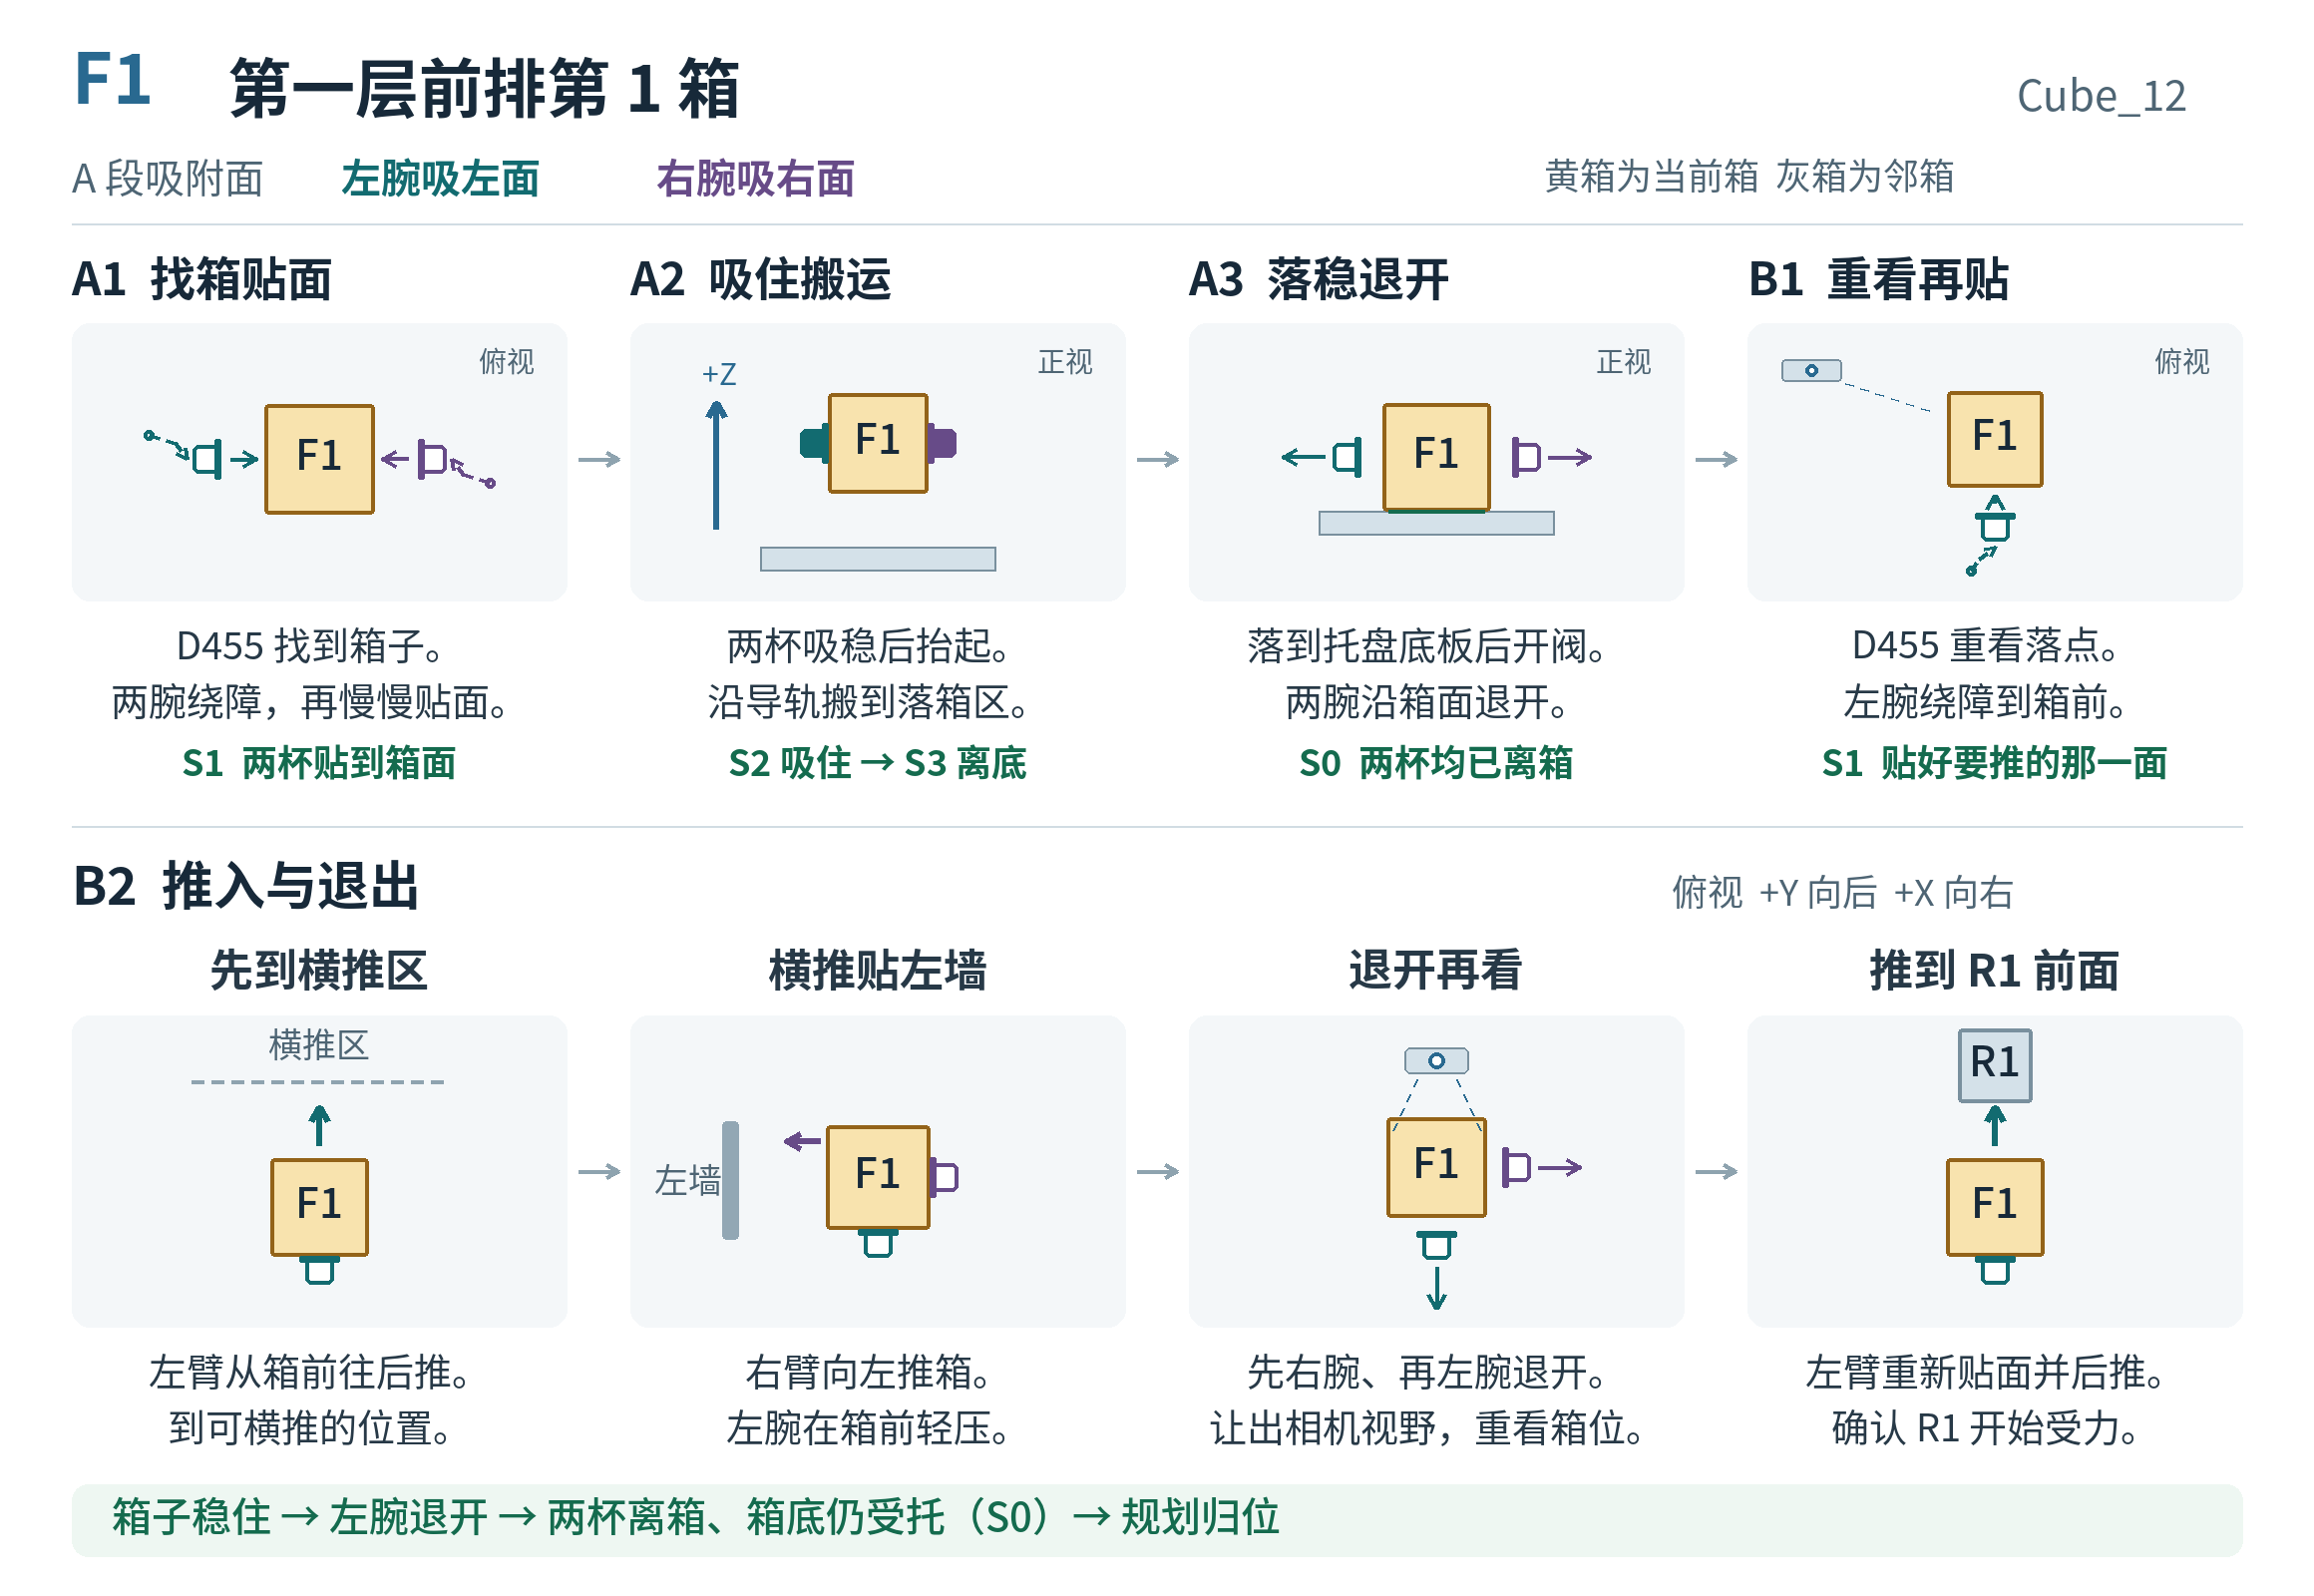 F1 第一层前排第 1 箱 Cube_12
A 段吸附面 左腕吸左面 右腕吸右面 黄箱为当前箱 灰箱为邻箱
A1 找箱贴面
俯视
F1
D455 找到箱子。
两腕绕障，再慢慢贴面。
S1 两杯贴到箱面
A2 吸住搬运
正视
+Z
F1
两杯吸稳后抬起。
沿导轨搬到落箱区。
S2 吸住 → S3 离底
A3 落稳退开
正视
F1
落到托盘底板后开阀。
两腕沿箱面退开。
S0 两杯均已离箱
B1 重看再贴
俯视
F1
D455 重看落点。
左腕绕障到箱前。
S1 贴好要推的那一面
B2 推入与退出 俯视 +Y 向后 +X 向右
先到横推区
横推区
F1
左臂从箱前往后推。
到可横推的位置。
横推贴左墙
左墙
F1
右臂向左推箱。
左腕在箱前轻压。
退开再看
F1
先右腕、再左腕退开。
让出相机视野，重看箱位。
推到 R1 前面
R1
F1
左臂重新贴面并后推。
确认 R1 开始受力。
箱子稳住 → 左腕退开 → 两杯离箱、箱底仍受托（S0）→ 规划归位